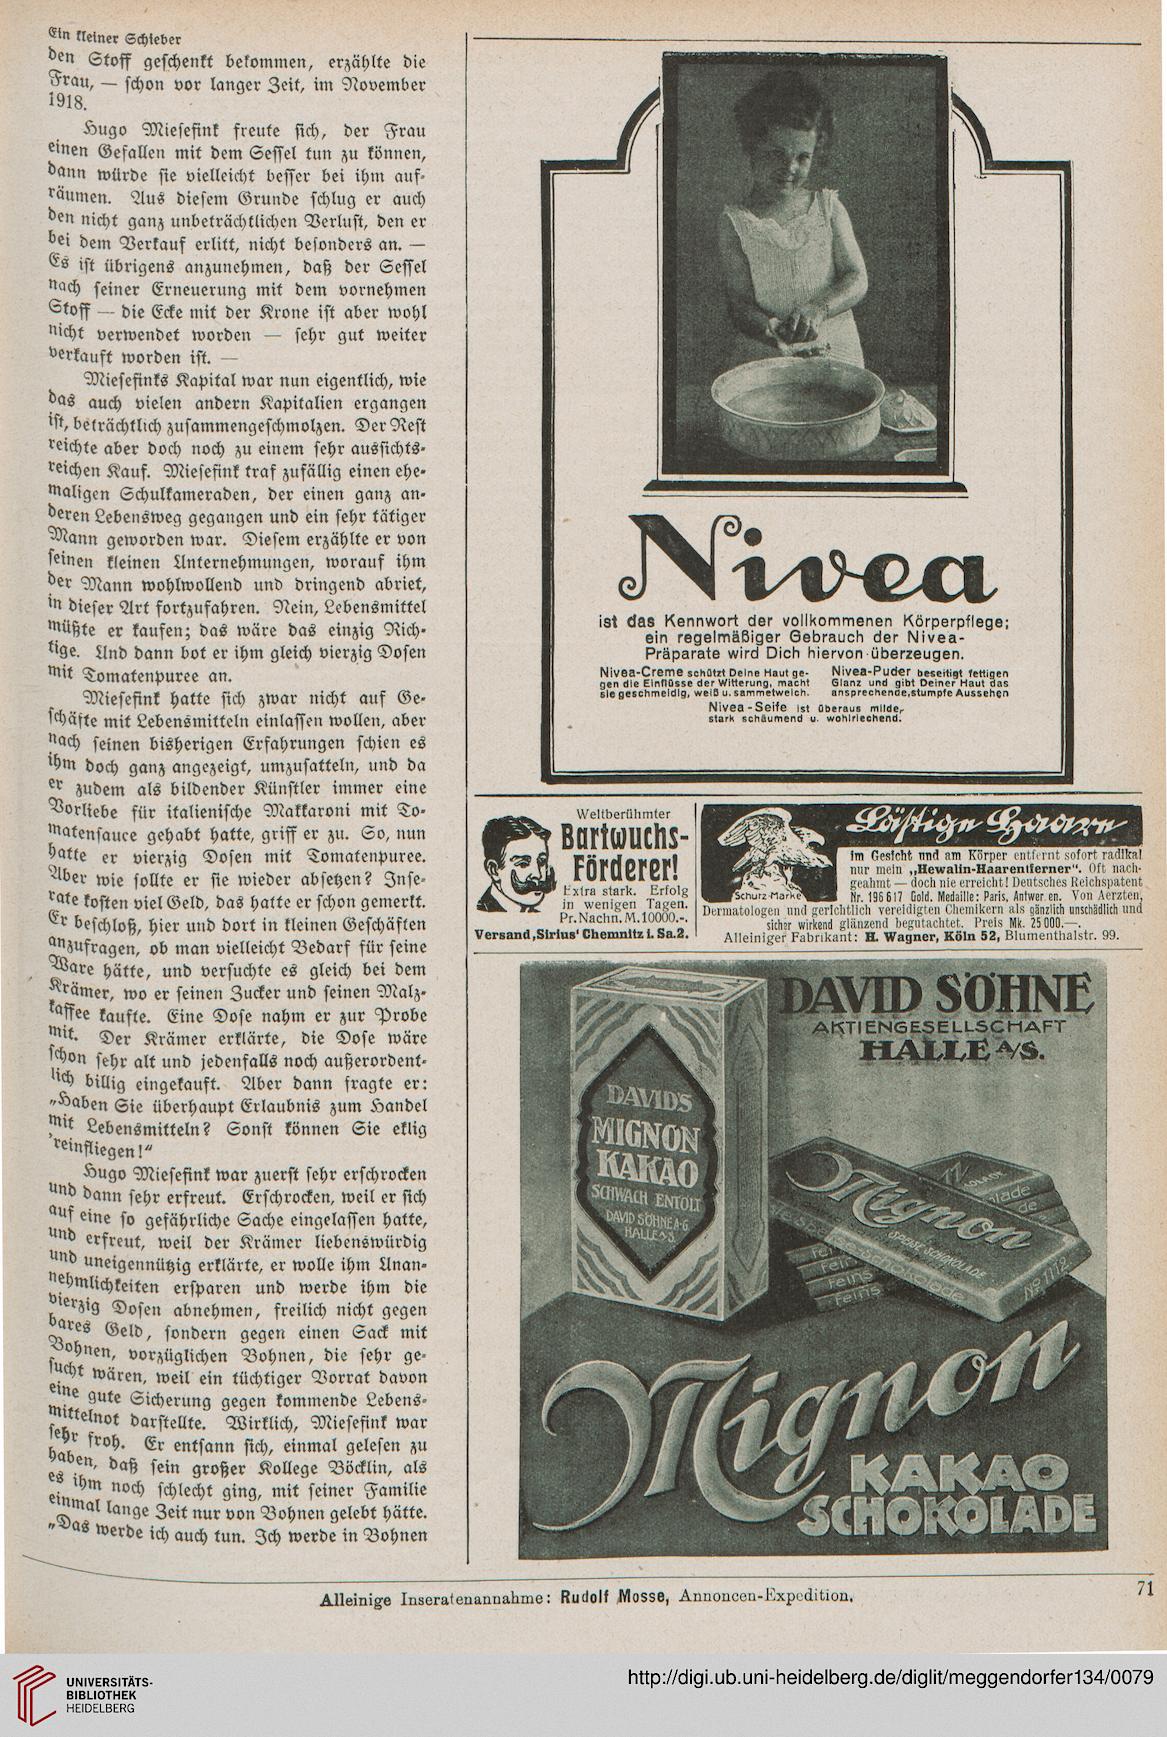 Ein kleiner Schieber
den Stoff geschenkt bekommen, erzählte die
Frau, — schon vor langer Zeit, im November
1918.
Hugo Miesefink freute sich, der Frau
einen Gefallen mit dem Sessel tun zu können,
dann würde sie vielleicht besser bei ihm auf-
räumen. Aus diesem Grunde schlug er auch
den nicht ganz unbeträchtlichen Verlust, den er
bei dem Verkauf erlitt, nicht besonders an. —
Es ist übrigens anzunehmen, daß der Sessel
nach seiner Erneuerung mit dem vornehmen
Stoff — die Ecke mit der Krone ist aber wohl
nicht verwendet worden — sehr gut weiter
verkauft worden ist. —
Miesefinks Kapital war nun eigentlich, wie
das auch vielen andern Kapitalien ergangen
ist, beträchtlich zusammengeschmolzen. Der Rest
reichte aber doch noch zu einem sehr aussichts-
reichen Kauf. Miesefink traf zufällig einen ehe-
maligen Schulkameraden, der einen ganz an-
deren Lebensweg gegangen und ein sehr tätiger
Mann geworden war. Diesem erzählte er von
seinen kleinen Unternehmungen, worauf ihm
der Mann wohlwollend und dringend abriet,
in dieser Art fortzufahren. Nein, Lebensmittel
müßte er kaufen; das wäre das einzig Rich-
tige. Und dann bot er ihm gleich vierzig Dosen
mit Tomatenpuree an.
Miesefink hatte sich zwar nicht auf Ge-
schäfte mit Lebensmitteln einlassen wollen, aber
nach seinen bisherigen Erfahrungen schien es
ihm doch ganz angezeigt, umzusatteln, und da
er zudem als bildender Künstler immer eine
Vorliebe für italienische Makkaroni mit To-
matensauce gehabt hatte, griff er zu. So, nun
hatte er vierzig Dosen mit Tomatenpuree.
Aber wie sollte er sie wieder absetzen? Inse-
rate kosten viel Geld, das hatte er schon gemerkt.
Er beschloß, hier und dort in kleinen Geschäften
anzufragen, ob man vielleicht Bedarf für seine
Ware hätte, und versuchte es gleich bei dem
Krämer, wo er seinen Zucker und seinen Malz-
kaffee kaufte. Eine Dose nahm er zur Probe
mit. Der Krämer erklärte, die Dose wäre
schon sehr alt und jedenfalls noch außerordent-
lich billig eingekauft. Aber dann fragte er:
„Haben Sie überhaupt Erlaubnis zum Handel
mit Lebensmitteln? Sonst können Sie eklig
'reinfliegen!“
Hugo Miesefink war zuerst sehr erschrocken
und dann sehr erfreut. Erschrocken, weil er sich
auf eine so gefährliche Sache eingelassen hatte,
und erfreut, weil der Krämer liebenswürdig
und uneigennützig erklärte, er wolle ihm Unan-
nehmlichkeiten ersparen und werde ihm die
vierzig Dosen abnehmen, freilich nicht gegen
bares Geld, sondern gegen einen Sack mit
Bohnen, vorzüglichen Bohnen, die sehr ge-
sucht wären, weil ein tüchtiger Vorrat davon
eine gute Sicherung gegen kommende Lebens-
mittelnot darstellte. Wirklich, Miesefink war
sehr froh. Er entsann sich, einmal gelesen zu
haben, daß sein großer Kollege Böcklin, als
es ihm noch schlecht ging, mit seiner Familie
einmal lange Zeit nur von Bohnen gelebt hätte.
„Das werde ich auch tun. Ich werde in Bohnen
Nivea
ist das Kennwort der vollkommenen Körperpflege;
ein regelmäßiger Gebrauch der Nivea-
Präparate wird Dich hiervon überzeugen.
Nivea-Creme schützt Deine Haut ge-
gen die Einflüsse der Witterung, macht
sie geschmeidig, weiß u. sammetweich.
Nivea-Puder beseitigt fettigen
Glanz und gibt Deiner Haut das
ansprechende, stumpfe Aussehen
Nivea-Seife ist überaus milde,
stark schäumend u. wohlriechend.
Weltberühmter
Bartwuchs-
Förderer!
Extra stark. Erfolg
in wenigen Tagen.
Pr. Nachn. M. 10000.-.
Versand ‚Sirius‘ Chemnitz i. Sa. 2.
Schutz-Marke
Lästige Haare
im Gesicht und am Körper entfernt sofort radikal
nur mein „Hewalin-Haarentferner“. Oft nach-
geahmt — doch nie erreicht! Deutsches Reichspatent
Nr. 196 617 Gold. Medaille: Paris, Antwerpen. Von Aerzten,
Dermatologen und gerichtlich vereidigten Chemikern als gänzlich unschädlich und
sicher wirkend glänzend begutachtet. Preis Mk. 25 000.—.
Alleiniger Fabrikant: H. Wagner, Köln 52, Blumenthalstr. 99.
DAVID SÖHNE
AKTIENGESELLSCHAFT
HALLE A/S.
DAVIDS
MIGNON
KAKAO
SCHWACH ENTÖLT
DAVID SÖHNE A-G
HALLE A/S
Mignon
SPEISE SCHOKOLADE
No. 1112
Mignon
KAKAO
SCHOKOLADE
Alleinige Inseratenannahme: Rudolf Mosse, Annoncen-Expedition.
71
UNIVERSITÄTS-
BIBLIOTHEK
HEIDELBERG
http://digi.ub.uni-heidelberg.de/diglit/meggendorfer134/0079